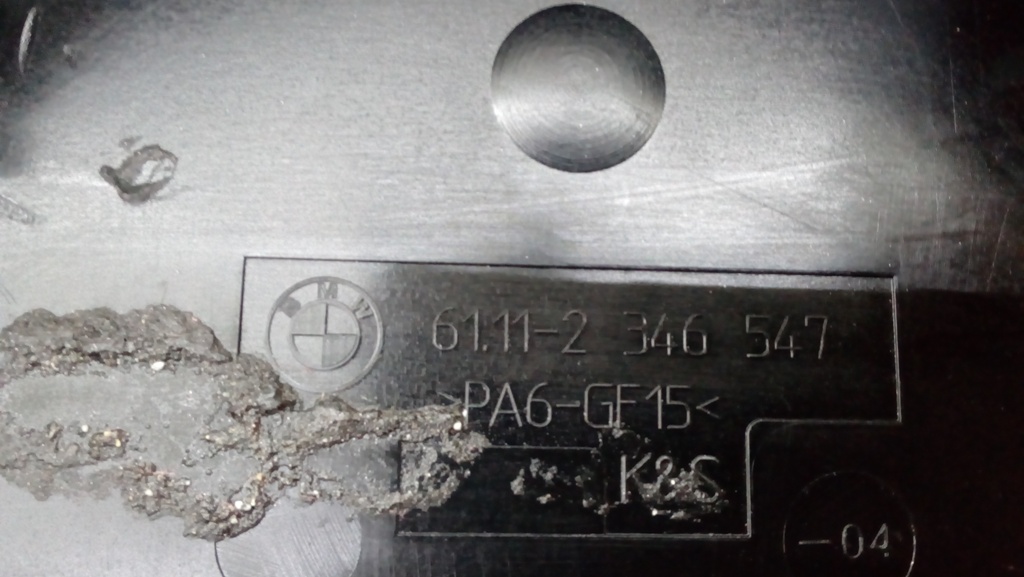 BMW
61.11-2 346 547
>PA6-GF15<
K&S
-04